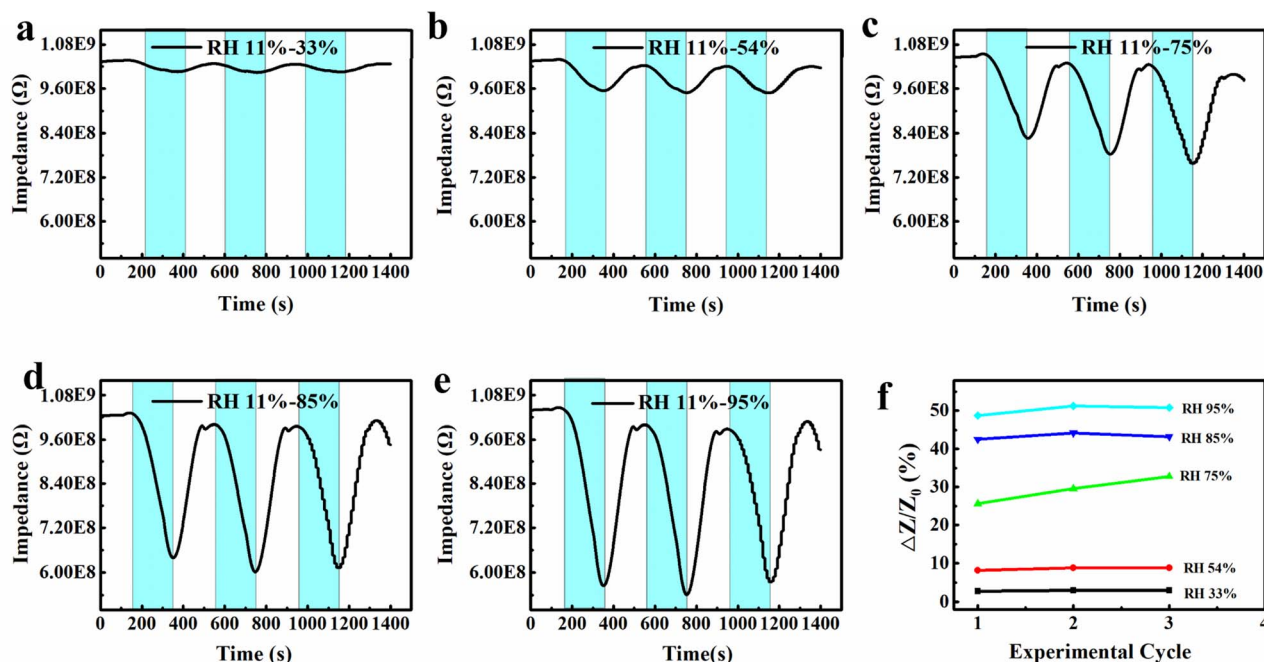 a
RH 11%-33%
1.08E9
9.60E8
8.40E8
7.20E8
6.00E8
Impedance (Ω)
0 200 400 600 800 1000 1200 1400
Time (s)
b
RH 11%-54%
1.08E9
9.60E8
8.40E8
7.20E8
6.00E8
Impedance (Ω)
0 200 400 600 800 1000 1200 1400
Time (s)
c
RH 11%-75%
1.08E9
9.60E8
8.40E8
7.20E8
6.00E8
Impedance (Ω)
0 200 400 600 800 1000 1200 1400
Time (s)
d
RH 11%-85%
1.08E9
9.60E8
8.40E8
7.20E8
6.00E8
Impedance (Ω)
0 200 400 600 800 1000 1200 1400
Time (s)
e
RH 11%-95%
1.08E9
9.60E8
8.40E8
7.20E8
6.00E8
Impedance (Ω)
0 200 400 600 800 1000 1200 1400
Time(s)
f
50
40
30
20
10
0
△Z/Z₀ (%)
RH 95%
RH 85%
RH 75%
RH 54%
RH 33%
1 2 3 4
Experimental Cycle